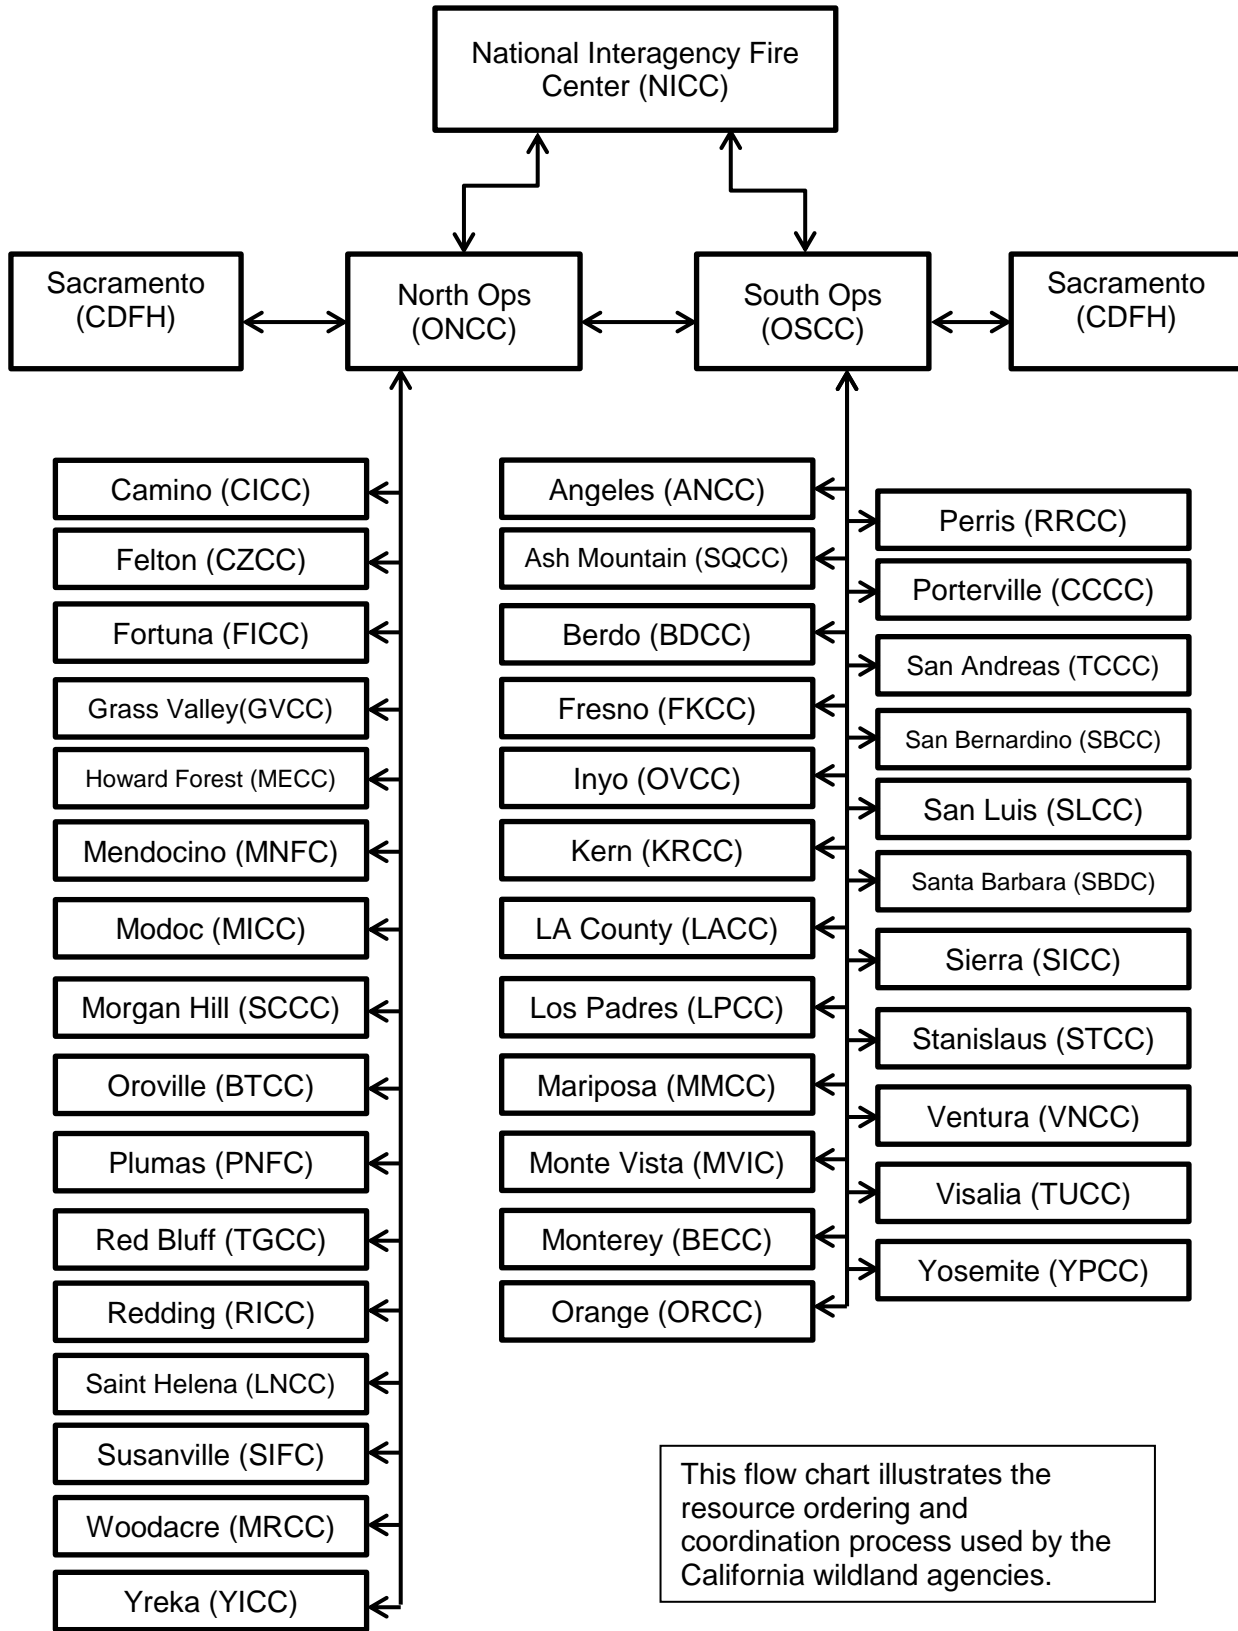 National Interagency Fire
Center (NICC)
Sacramento
(CDFH)
North Ops
(ONCC)
South Ops
(OSCC)
Sacramento
(CDFH)
Camino (CICC)
Felton (CZCC)
Fortuna (FICC)
Grass Valley(GVCC)
Howard Forest (MECC)
Mendocino (MNFC)
Modoc (MICC)
Morgan Hill (SCCC)
Oroville (BTCC)
Plumas (PNFC)
Red Bluff (TGCC)
Redding (RICC)
Saint Helena (LNCC)
Susanville (SIFC)
Woodacre (MRCC)
Yreka (YICC)
Angeles (ANCC)
Ash Mountain (SQCC)
Berdo (BDCC)
Fresno (FKCC)
Inyo (OVCC)
Kern (KRCC)
LA County (LACC)
Los Padres (LPCC)
Mariposa (MMCC)
Monte Vista (MVIC)
Monterey (BECC)
Orange (ORCC)
Perris (RRCC)
Porterville (CCCC)
San Andreas (TCCC)
San Bernardino (SBCC)
San Luis (SLCC)
Santa Barbara (SBDC)
Sierra (SICC)
Stanislaus (STCC)
Ventura (VNCC)
Visalia (TUCC)
Yosemite (YPCC)
This flow chart illustrates the
resource ordering and
coordination process used by the
California wildland agencies.